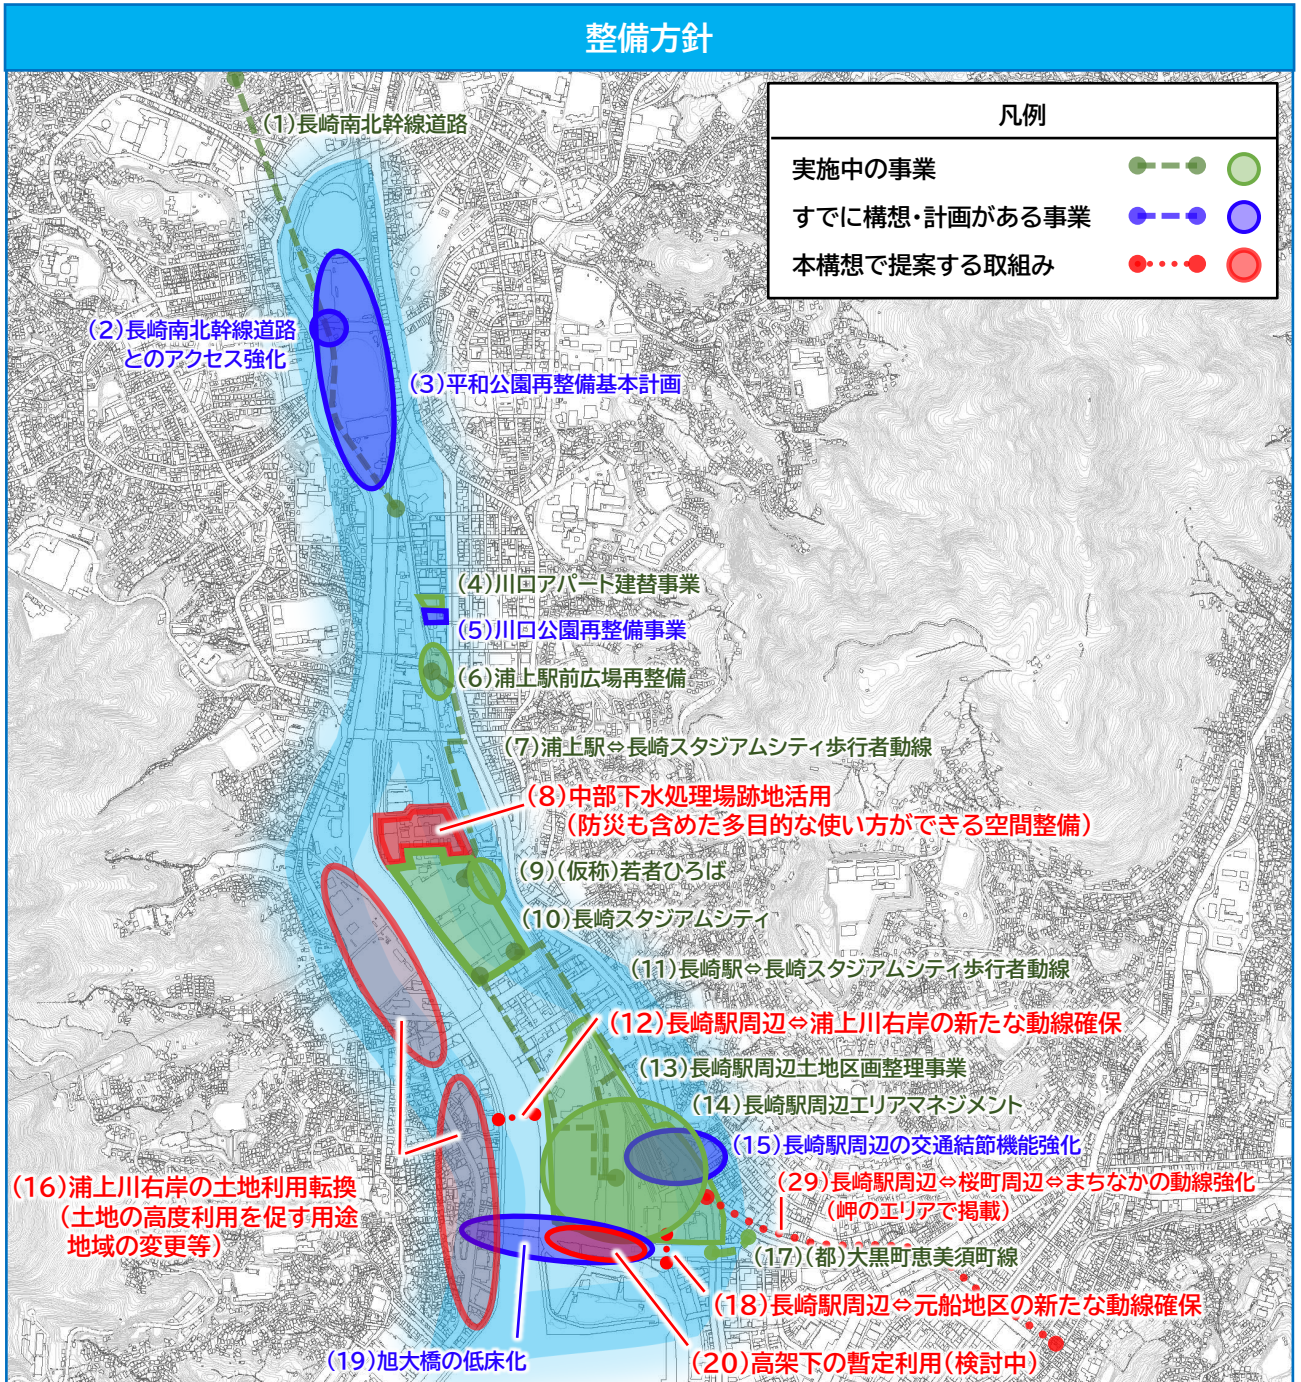 整備方針
凡例
実施中の事業
すでに構想・計画がある事業
本構想で提案する取組み
(1)長崎南北幹線道路
(2)長崎南北幹線道路
とのアクセス強化
(3)平和公園再整備基本計画
(4)川口アパート建替事業
(5)川口公園再整備事業
(6)浦上駅前広場再整備
(7)浦上駅⇔長崎スタジアムシティ歩行者動線
(8)中部下水処理場跡地活用
(防災も含めた多目的な使い方ができる空間整備)
(9)(仮称)若者ひろば
(10)長崎スタジアムシティ
(11)長崎駅⇔長崎スタジアムシティ歩行者動線
(12)長崎駅周辺⇔浦上川右岸の新たな動線確保
(13)長崎駅周辺土地区画整理事業
(14)長崎駅周辺エリアマネジメント
(15)長崎駅周辺の交通結節機能強化
(29)長崎駅周辺⇔桜町周辺⇔まちなかの動線強化
(岬のエリアで掲載)
(16)浦上川右岸の土地利用転換
(土地の高度利用を促す用途
地域の変更等)
(17)(都)大黒町恵美須町線
(18)長崎駅周辺⇔元船地区の新たな動線確保
(19)旭大橋の低床化
(20)高架下の暫定利用(検討中)